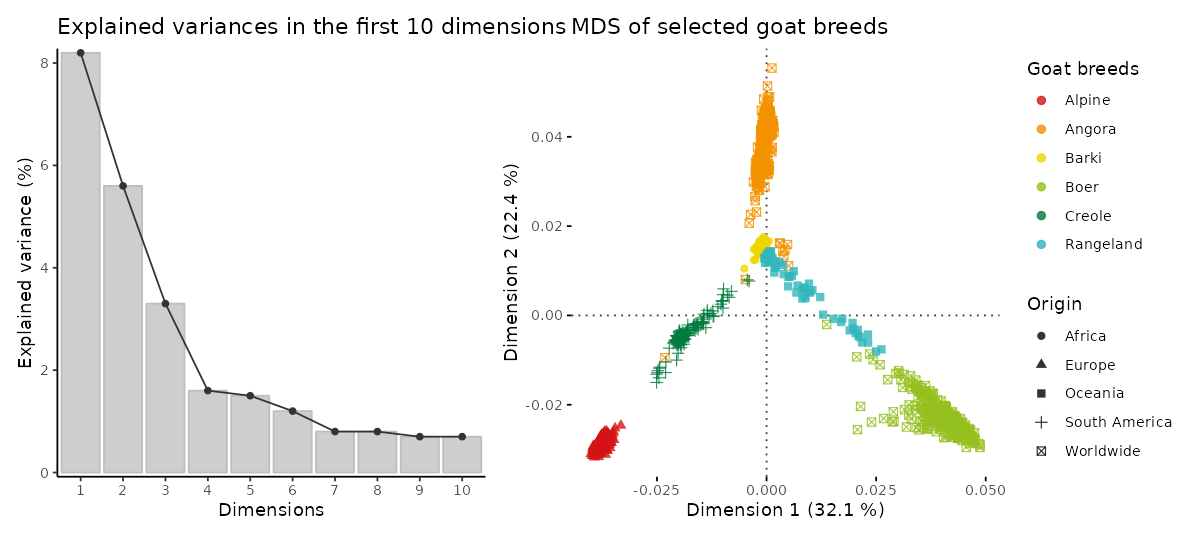 Explained variances in the first 10 dimensions
Explained variance (%)
8
6
4
2
0
1 2 3 4 5 6 7 8 9 10
Dimensions
MDS of selected goat breeds
Dimension 2 (22.4 %)
0.04
0.02
0.00
-0.02
-0.025 0.000 0.025 0.050
Dimension 1 (32.1 %)
Goat breeds
Alpine
Angora
Barki
Boer
Creole
Rangeland
Origin
Africa
Europe
Oceania
South America
Worldwide